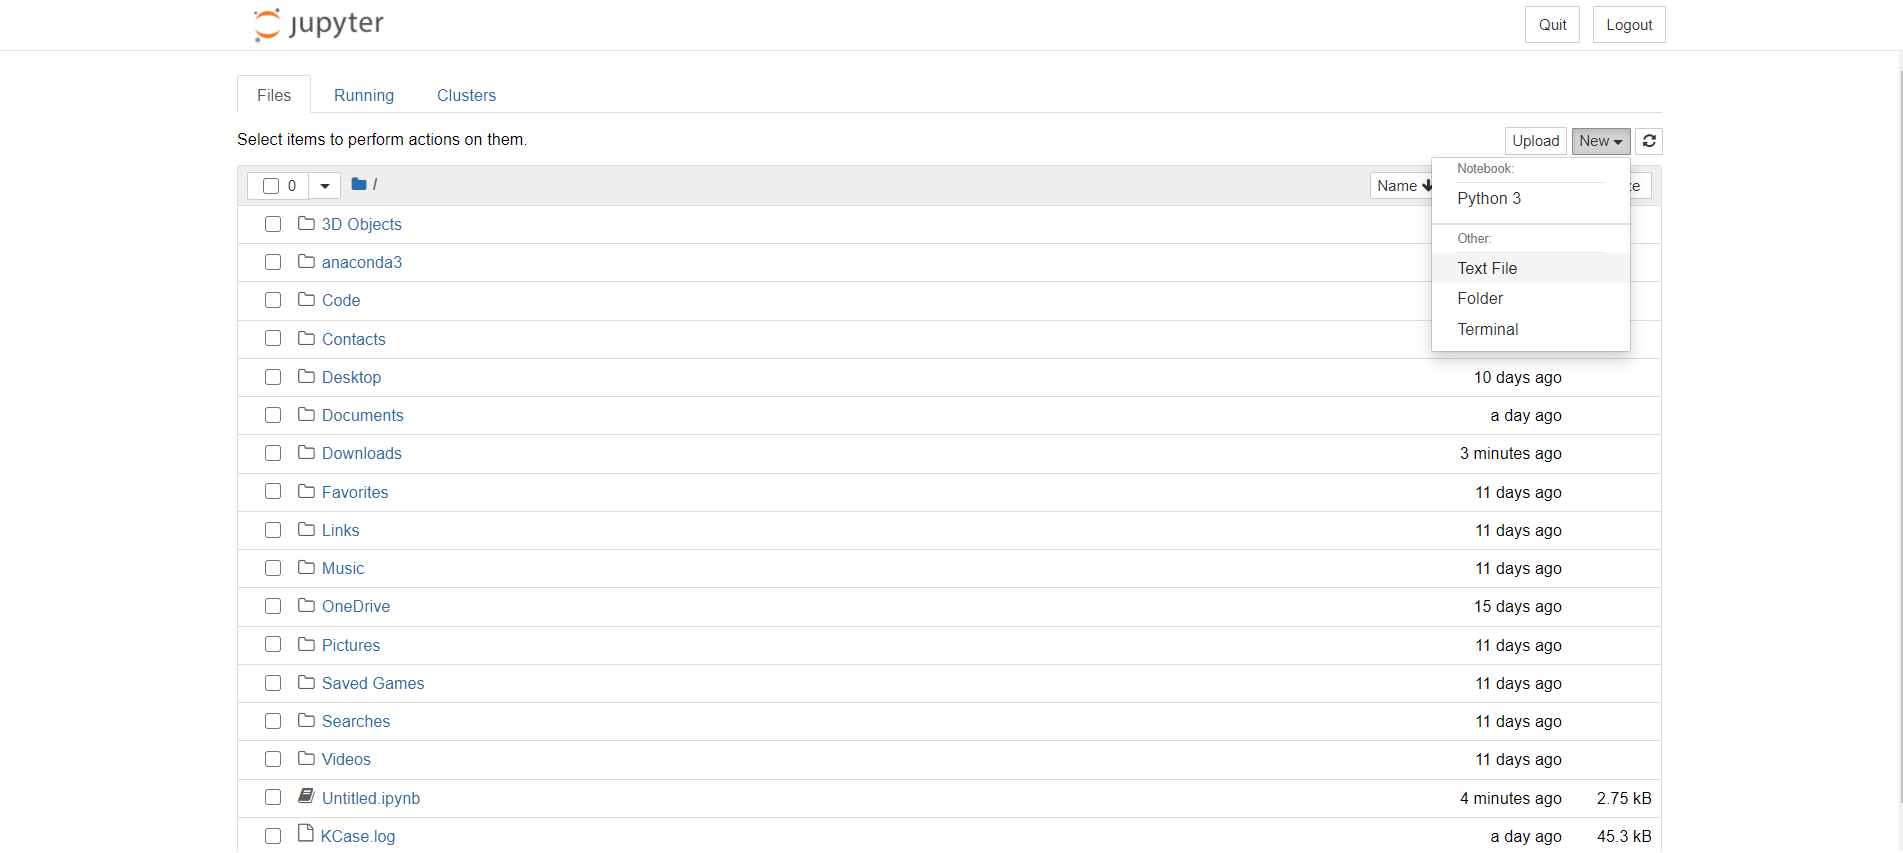 jupyter
Quit Logout
Files Running Clusters
Select items to perform actions on them.
Upload New
0 / Name
Notebook:
Python 3
Other:
Text File
Folder
Terminal
3D Objects
anaconda3
Code
Contacts
Desktop 10 days ago
Documents a day ago
Downloads 3 minutes ago
Favorites 11 days ago
Links 11 days ago
Music 11 days ago
OneDrive 15 days ago
Pictures 11 days ago
Saved Games 11 days ago
Searches 11 days ago
Videos 11 days ago
Untitled.ipynb 4 minutes ago 2.75 kB
KCase.log a day ago 45.3 kB